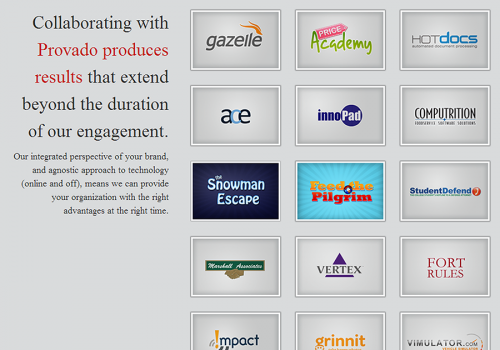 Collaborating with
Provado produces
results that extend
beyond the duration
of our engagement.
Our integrated perspective of your brand,
and agnostic approach to technology
(online and off), means we can provide
your organization with the right
advantages at the right time.
gazelle
PRICE
Academy
HOTDOCS
automated document processing
ace
innoPad
COMPUTRITION
FOODSERVICE SOFTWARE SOLUTIONS
the
Snowman
Escape
Feed the
Pilgrim
StudentDefend
Marshall Associates
VERTEX
FORT
RULES
impact
grinnit
VIMULATOR.COM